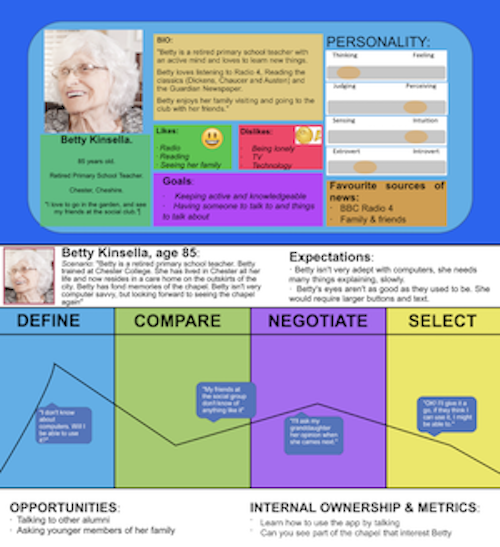 BIO:
"Betty is a retired primary school teacher with
an active mind and loves to learn new things.
Betty loves listening to Radio 4, Reading the
classics (Dickens, Chaucer and Austen) and
the Guardian Newspaper.
Betty enjoys her family visiting and going to the
club with her friends."
PERSONALITY:
Thinking Feeling
Judging Perceiving
Sensing Intuition
Extrovert Introvert
Betty Kinsella.
85 years old.
Retired Primary School Teacher.
Chester, Cheshire.
"I love to go in the garden, and see
my friends at the social club."
Likes:
· Radio
· Reading
· Seeing her family
Dislikes:
· Being lonely
· TV
· Technology
Goals:
· Keeping active and knowledgeable
· Having someone to talk to and things
to talk about
Favourite sources of
news:
· BBC Radio 4
· Family & friends
Betty Kinsella, age 85:
Scenario: "Betty is a retired primary school teacher. Betty
trained at Chester College. She has lived in Chester all her
life and now resides in a care home on the outskirts of the
city. Betty has fond memories of the chapel. Betty isn't very
computer savvy, but looking forward to seeing the chapel
again"
Expectations:
· Betty isn't very adept with computers, she needs
many things explaining, slowly.
· Betty's eyes aren't as good as they used to be. She
would require larger buttons and text.
DEFINE
COMPARE
NEGOTIATE
SELECT
"I don't know
about
computers. Will I
be able to use
it?"
"My friends at
the social group
don't know of
anything like it"
"I'll ask my
granddaughter
her opinion when
she comes next."
"OK! I'll give it a
go, if they think I
can use it, I might
be able to."
OPPORTUNITIES:
· Talking to other alumni
· Asking younger members of her family
INTERNAL OWNERSHIP & METRICS:
· Learn how to use the app by talking
· Can you see part of the chapel that interest Betty